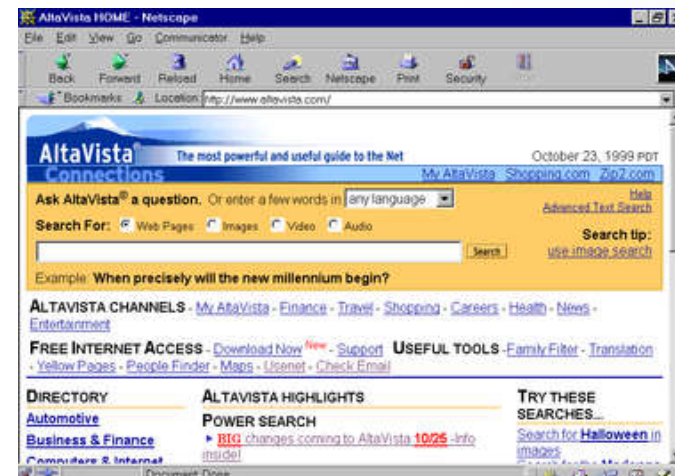 AltaVista HOME - Netscape
File Edit View Go Communicator Help
Back Forward Reload Home Search Netscape Print Security
Bookmarks Location: http://www.altavista.com/
AltaVista® The most powerful and useful guide to the Net October 23, 1999 PDT
Connections My AltaVista Shopping.com Zip2.com
Ask AltaVista® a question. Or enter a few words in any language Help
Advanced Text Search
Search For: Web Pages Images Video Audio
Search tip:
Search use image search
Example: When precisely will the new millennium begin?
ALTAVISTA CHANNELS - My AltaVista - Finance - Travel - Shopping - Careers - Health - News -
Entertainment
FREE INTERNET ACCESS - Download Now New - Support USEFUL TOOLS - Family Filter - Translation
- Yellow Pages - People Finder - Maps - Usenet - Check Email
DIRECTORY
Automotive
Business & Finance
Computers & Internet
ALTAVISTA HIGHLIGHTS
POWER SEARCH
BIG changes coming to AltaVista 10/25 -Info
inside!
TRY THESE
SEARCHES...
Search for Halloween in
images
Document: Done